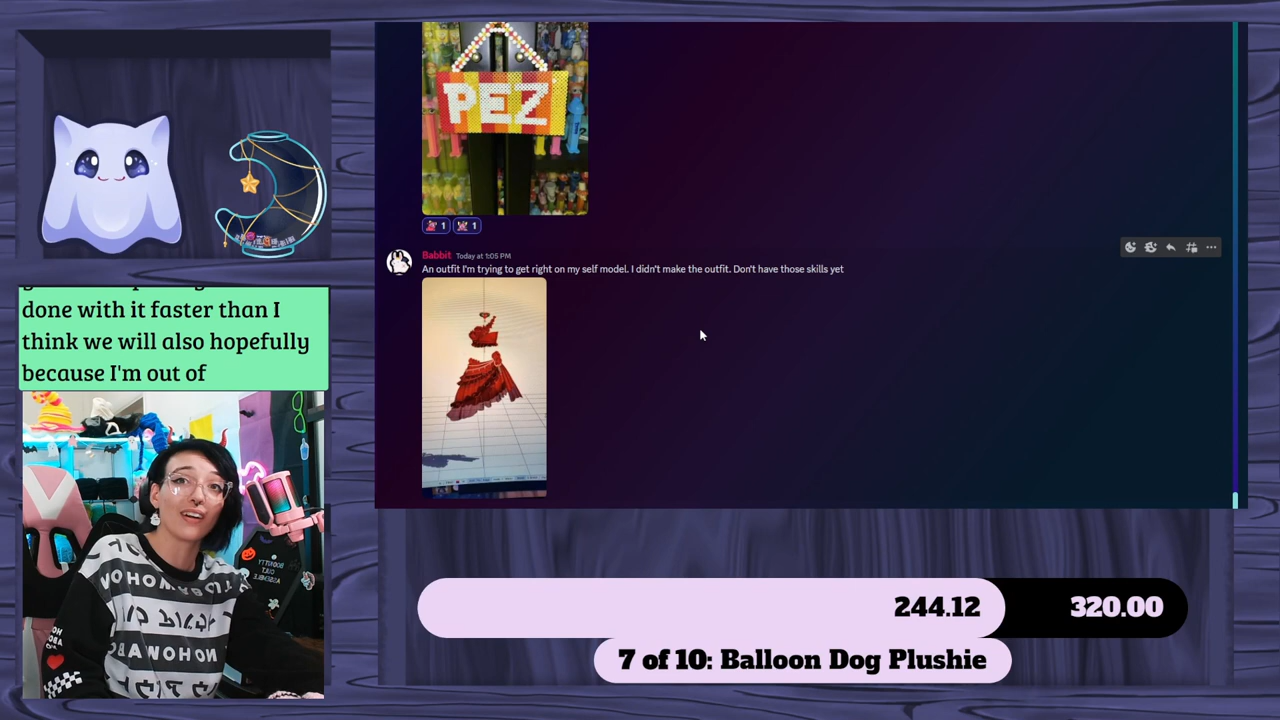 PEZ
1 1
Babbit Today at 1:05 PM
An outfit I'm trying to get right on my self model. I didn't make the outfit. Don't have those skills yet
done with it faster than I
think we will also hopefully
because I'm out of
244.12 320.00
7 of 10: Balloon Dog Plushie